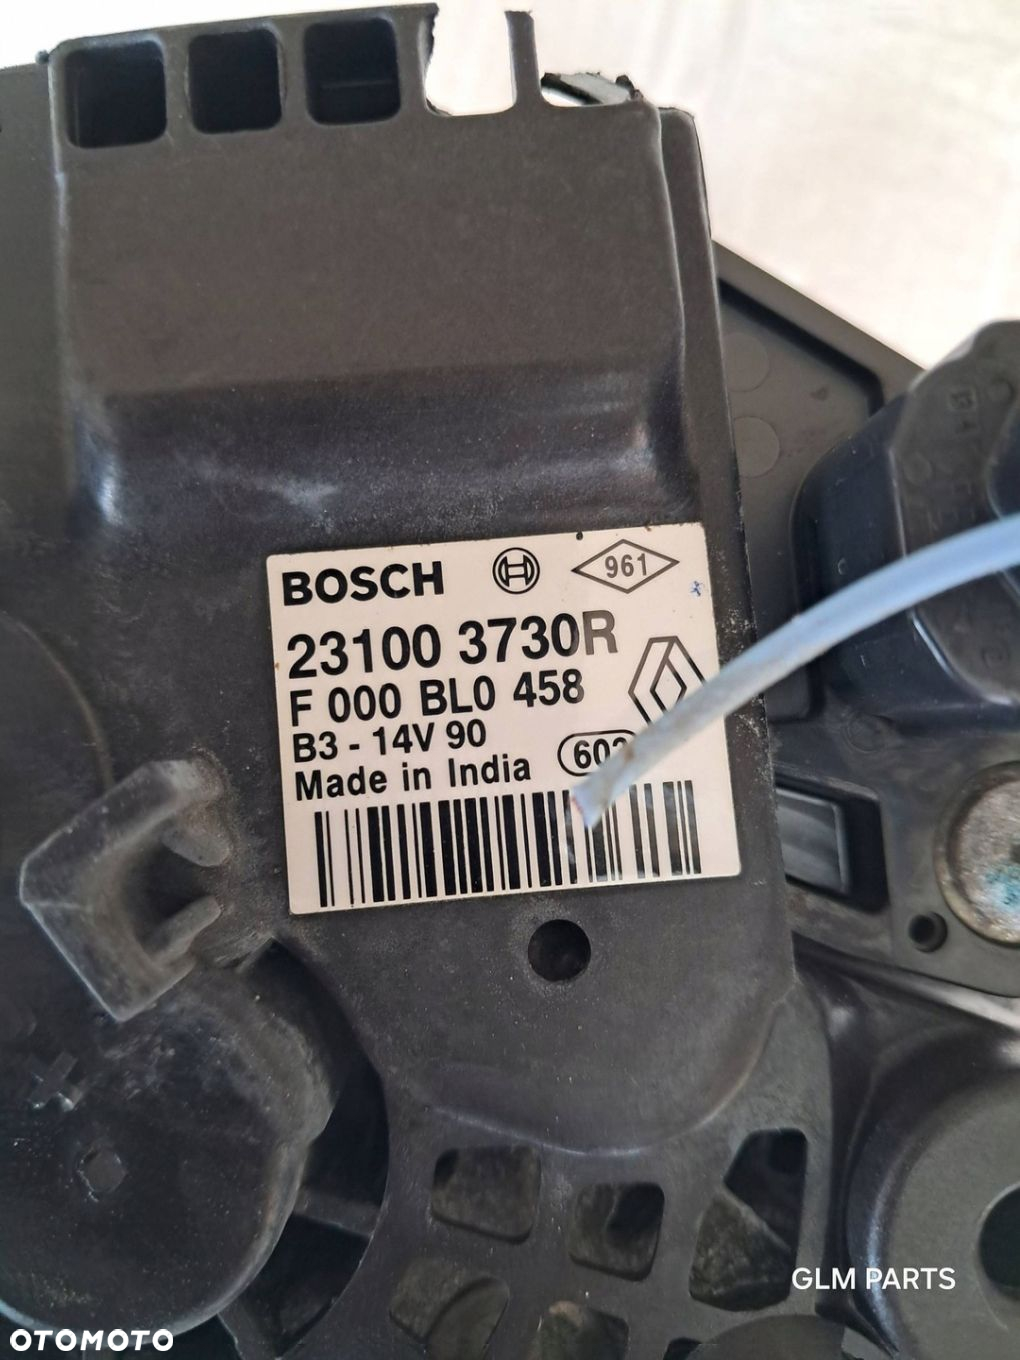 BOSCH
961
23100 3730R
F 000 BL0 458
B3 - 14V 90
Made in India
GLM PARTS
OTOMOTO